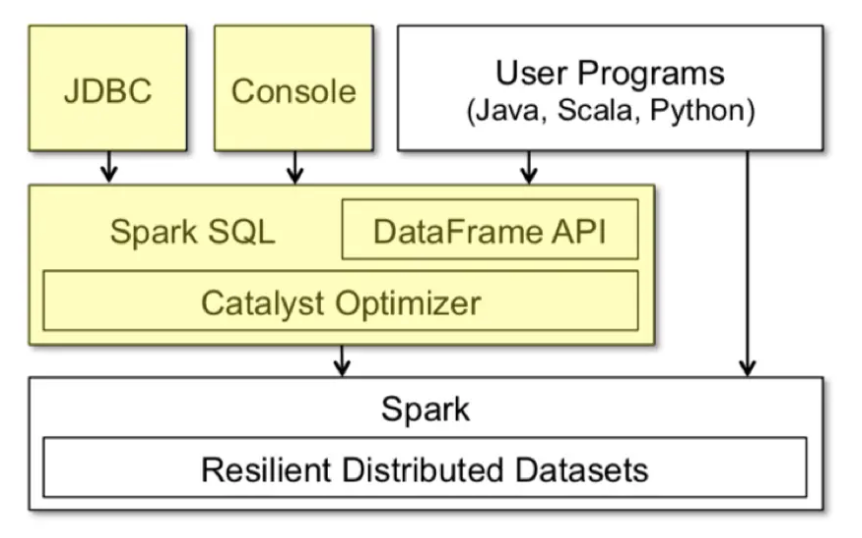 JDBC
Console
User Programs
(Java, Scala, Python)
Spark SQL
DataFrame API
Catalyst Optimizer
Spark
Resilient Distributed Datasets